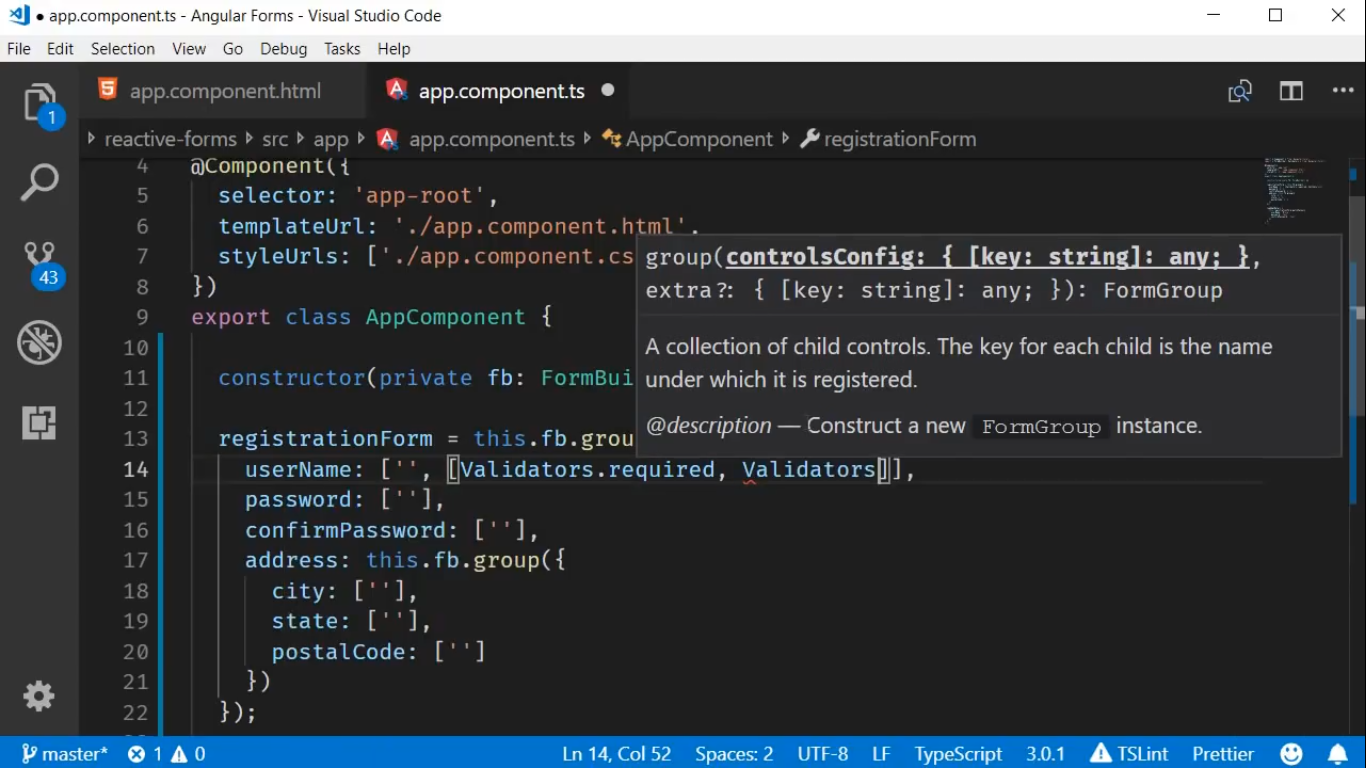 ● app.component.ts - Angular Forms - Visual Studio Code
File Edit Selection View Go Debug Tasks Help
app.component.html app.component.ts ●
reactive-forms src app app.component.ts AppComponent registrationForm
1
43
4 @Component({
5 selector: 'app-root',
6 templateUrl: './app.component.html',
7 styleUrls: ['./app.component.cs
8 })
9 export class AppComponent {
10
11 constructor(private fb: FormBui
12
13 registrationForm = this.fb.grou
14 userName: ['', [Validators.required, Validators]],
15 password: [''],
16 confirmPassword: [''],
17 address: this.fb.group({
18 city: [''],
19 state: [''],
20 postalCode: ['']
21 })
22 });
group(controlsConfig: { [key: string]: any; },
extra?: { [key: string]: any; }): FormGroup
A collection of child controls. The key for each child is the name
under which it is registered.
@description — Construct a new FormGroup instance.
master* 1 0 Ln 14, Col 52 Spaces: 2 UTF-8 LF TypeScript 3.0.1 TSLint Prettier